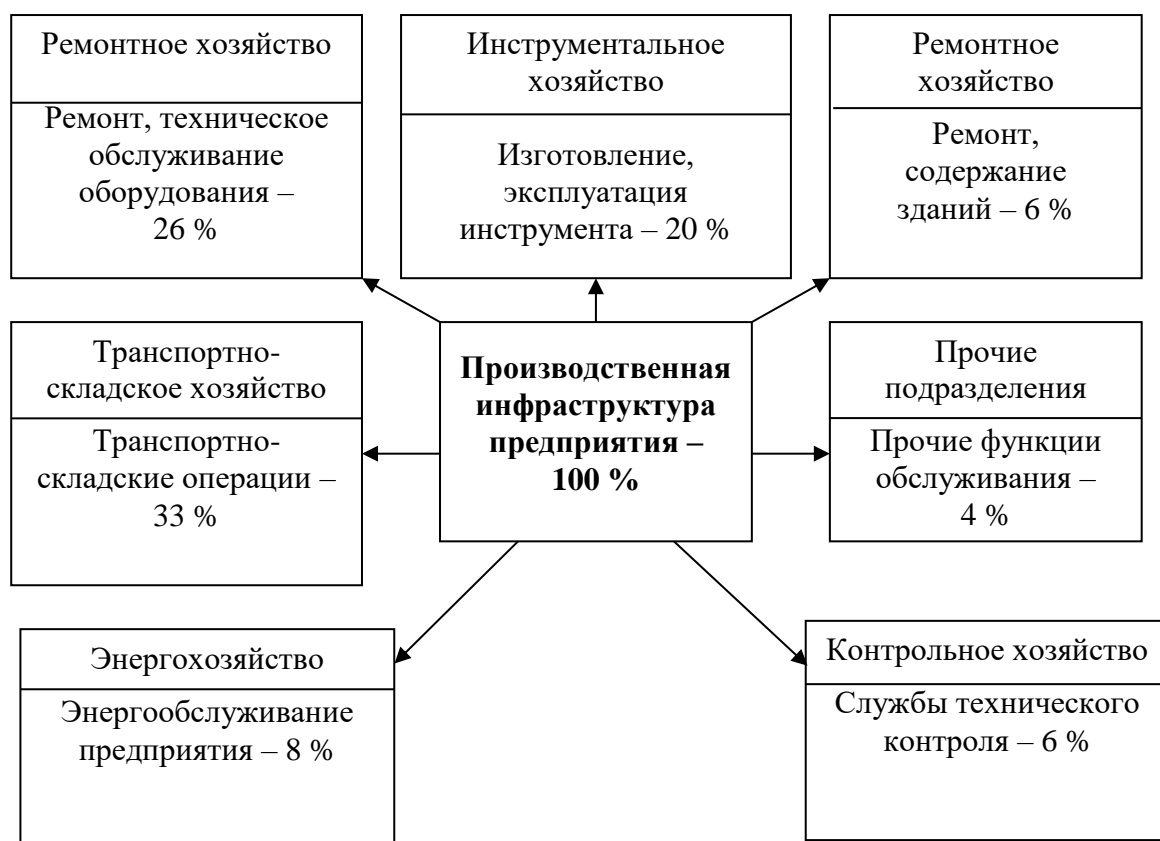 Ремонтное хозяйство
Ремонт, техническое
обслуживание
оборудования –
26 %
Инструментальное
хозяйство
Изготовление,
эксплуатация
инструмента – 20 %
Ремонтное
хозяйство
Ремонт,
содержание
зданий – 6 %
Транспортно-
складское хозяйство
Транспортно-
складские операции –
33 %
Производственная
инфраструктура
предприятия –
100 %
Прочие
подразделения
Прочие функции
обслуживания –
4 %
Энергохозяйство
Энергообслуживание
предприятия – 8 %
Контрольное хозяйство
Службы технического
контроля – 6 %